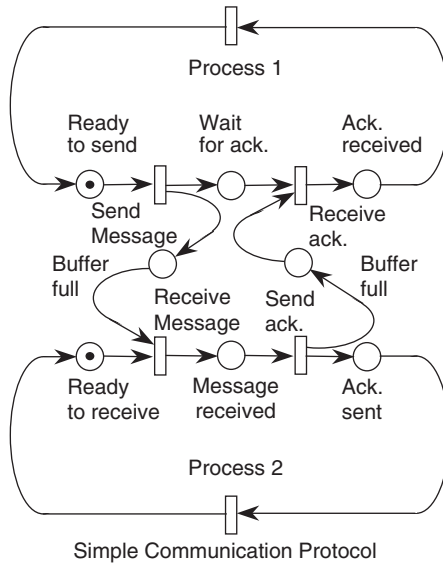 Process 1
Ready
to send
Wait
for ack.
Ack.
received
Send
Message
Receive
ack.
Buffer
full
Receive
Message
Send
ack.
Buffer
full
Ready
to receive
Message
received
Ack.
sent
Process 2
Simple Communication Protocol